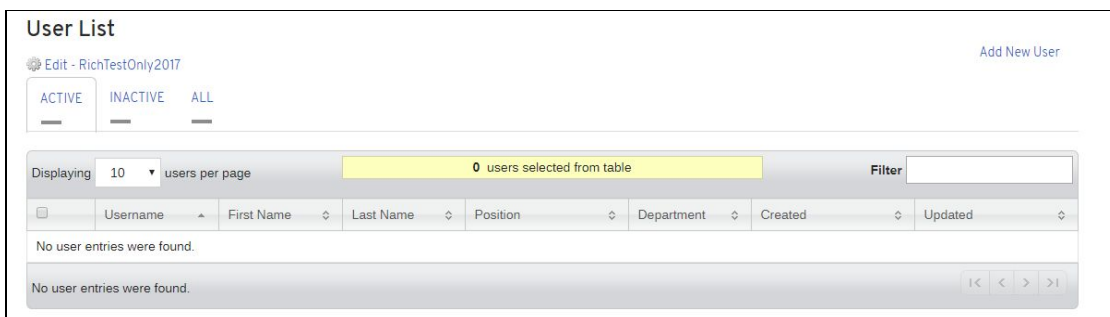 User List
Add New User
Edit - RichTestOnly2017
ACTIVE INACTIVE ALL
Displaying 10 users per page 0 users selected from table Filter
Username First Name Last Name Position Department Created Updated
No user entries were found.
No user entries were found.